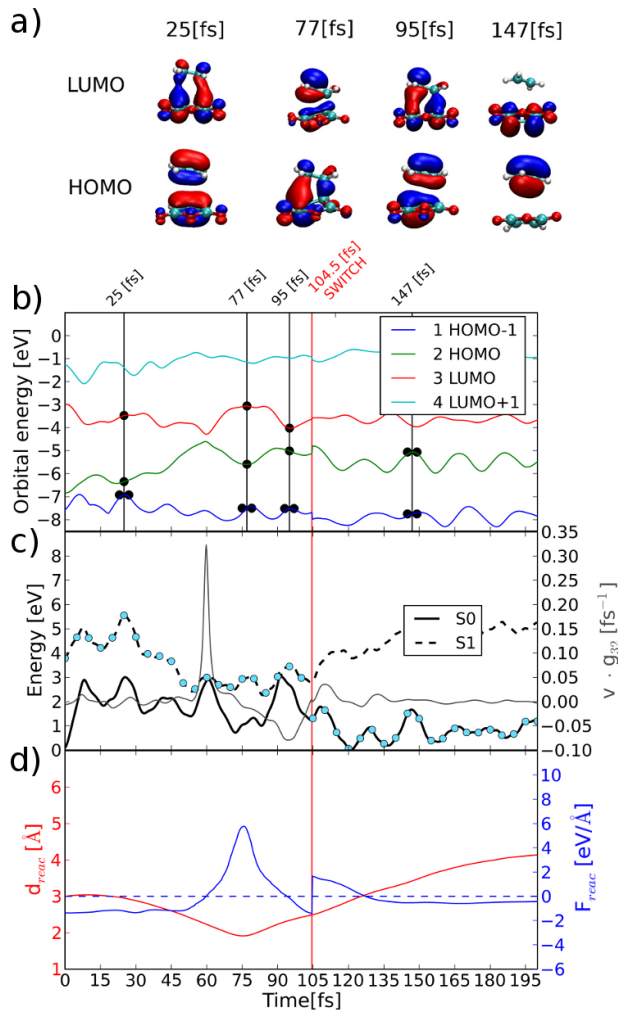 a)
25[fs] 77[fs] 95[fs] 147[fs]
LUMO
HOMO
25 [fs] 77 [fs] 95 [fs] 104.5 [fs] 147 [fs]
SWITCH
b)
0
−1
−2
−3
−4
−5
−6
−7
−8
Orbital energy [eV]
1 HOMO-1
2 HOMO
3 LUMO
4 LUMO+1
c)
8
7
6
5
4
3
2
1
0
Energy [eV]
S0
S1
0.35
0.30
0.25
0.20
0.15
0.10
0.05
0.00
−0.05
−0.10
v · g32 [fs⁻¹]
d)
6
5
4
3
2
1
dreac [Å]
10
8
6
4
2
0
−2
−4
−6
Freac [eV/Å]
0 15 30 45 60 75 90 105 120 135 150 165 180 195
Time[fs]